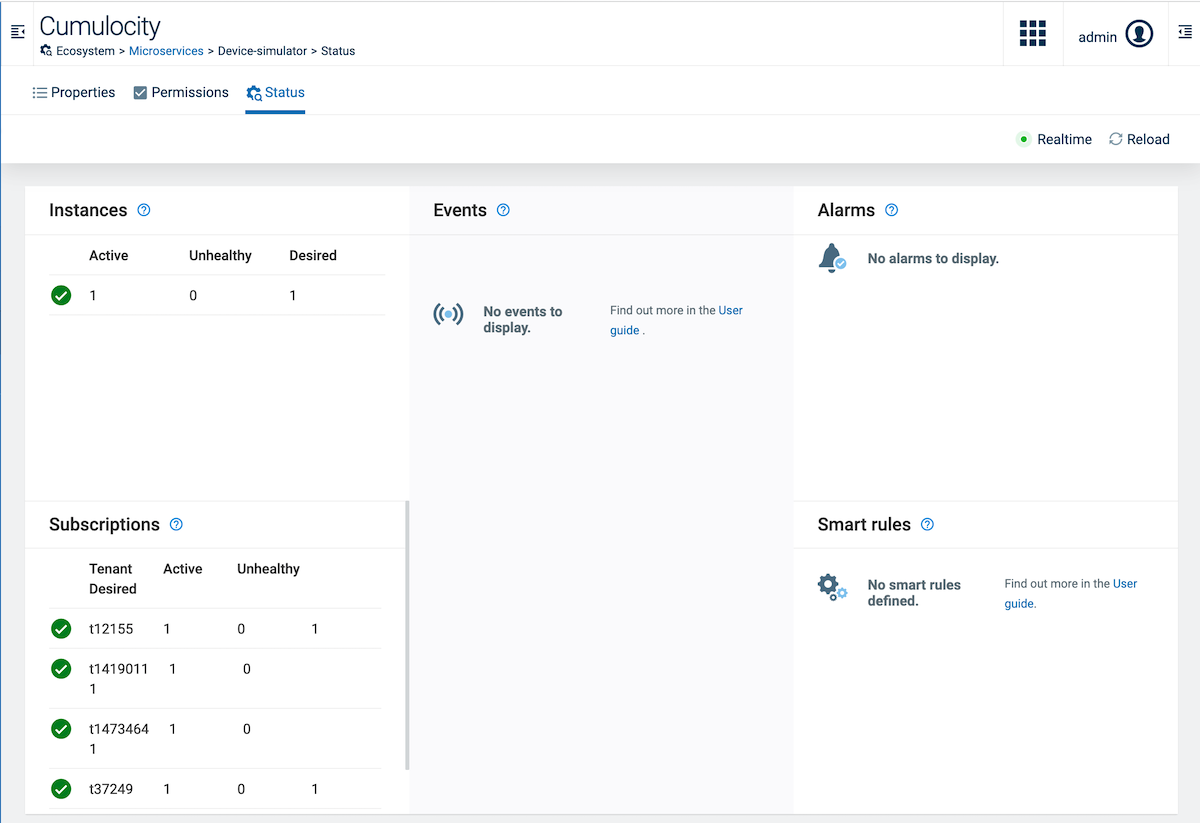 Cumulocity
Ecosystem > Microservices > Device-simulator > Status
admin
Properties
Permissions
Status
Realtime
Reload
Instances
Active Unhealthy Desired
1 0 1
Events
No events to
display.
Find out more in the User
guide .
Alarms
No alarms to display.
Subscriptions
Tenant Active Unhealthy
Desired
t12155 1 0 1
t1419011 1 0
1
t1473464 1 0
1
t37249 1 0 1
Smart rules
No smart rules
defined.
Find out more in the User
guide.